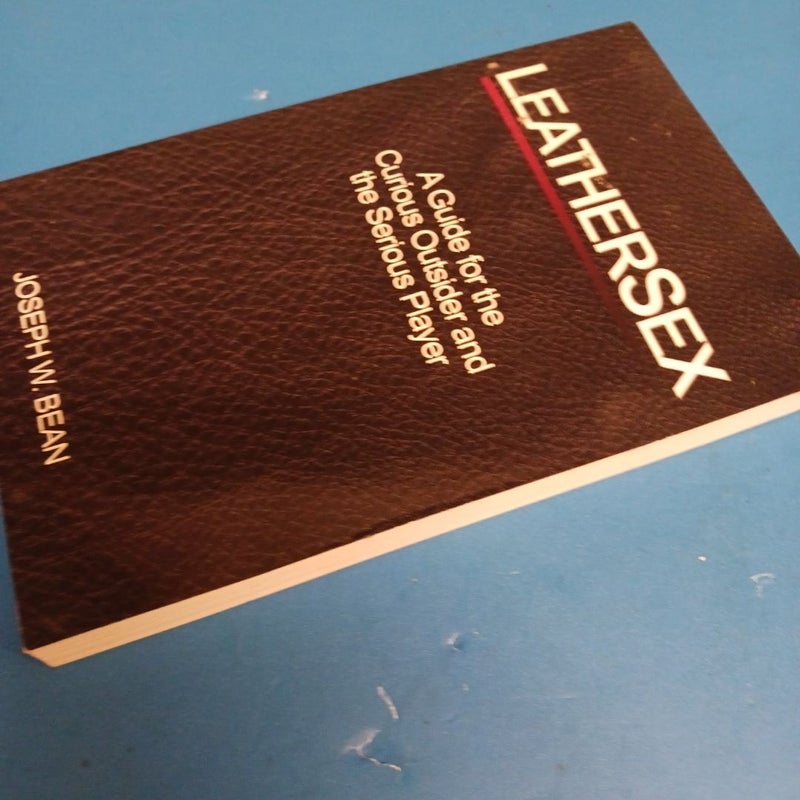 LEATHERSEX
A Guide for the
Curious Outsider and
the Serious Player
JOSEPH W. BEAN